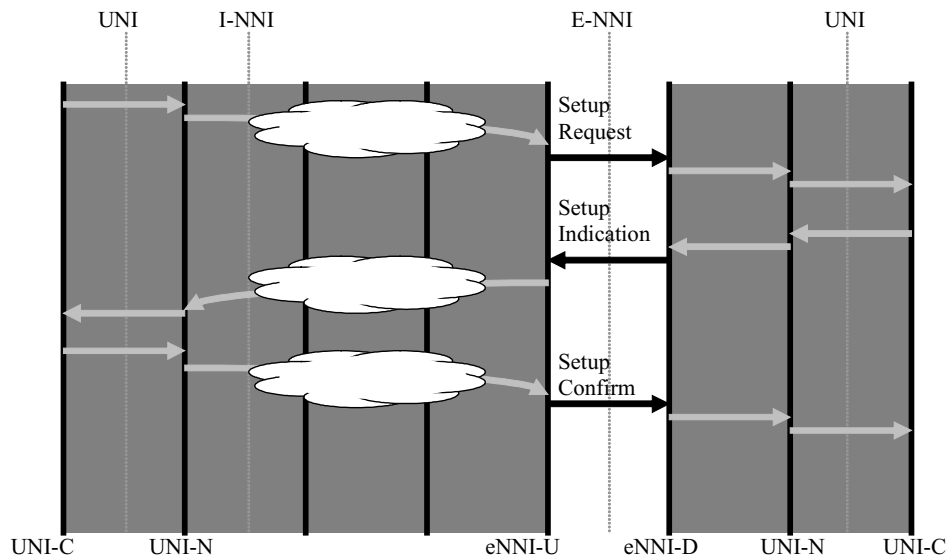 UNI
I-NNI
E-NNI
UNI
Setup
Request
Setup
Indication
Setup
Confirm
UNI-C
UNI-N
eNNI-U
eNNI-D
UNI-N
UNI-C